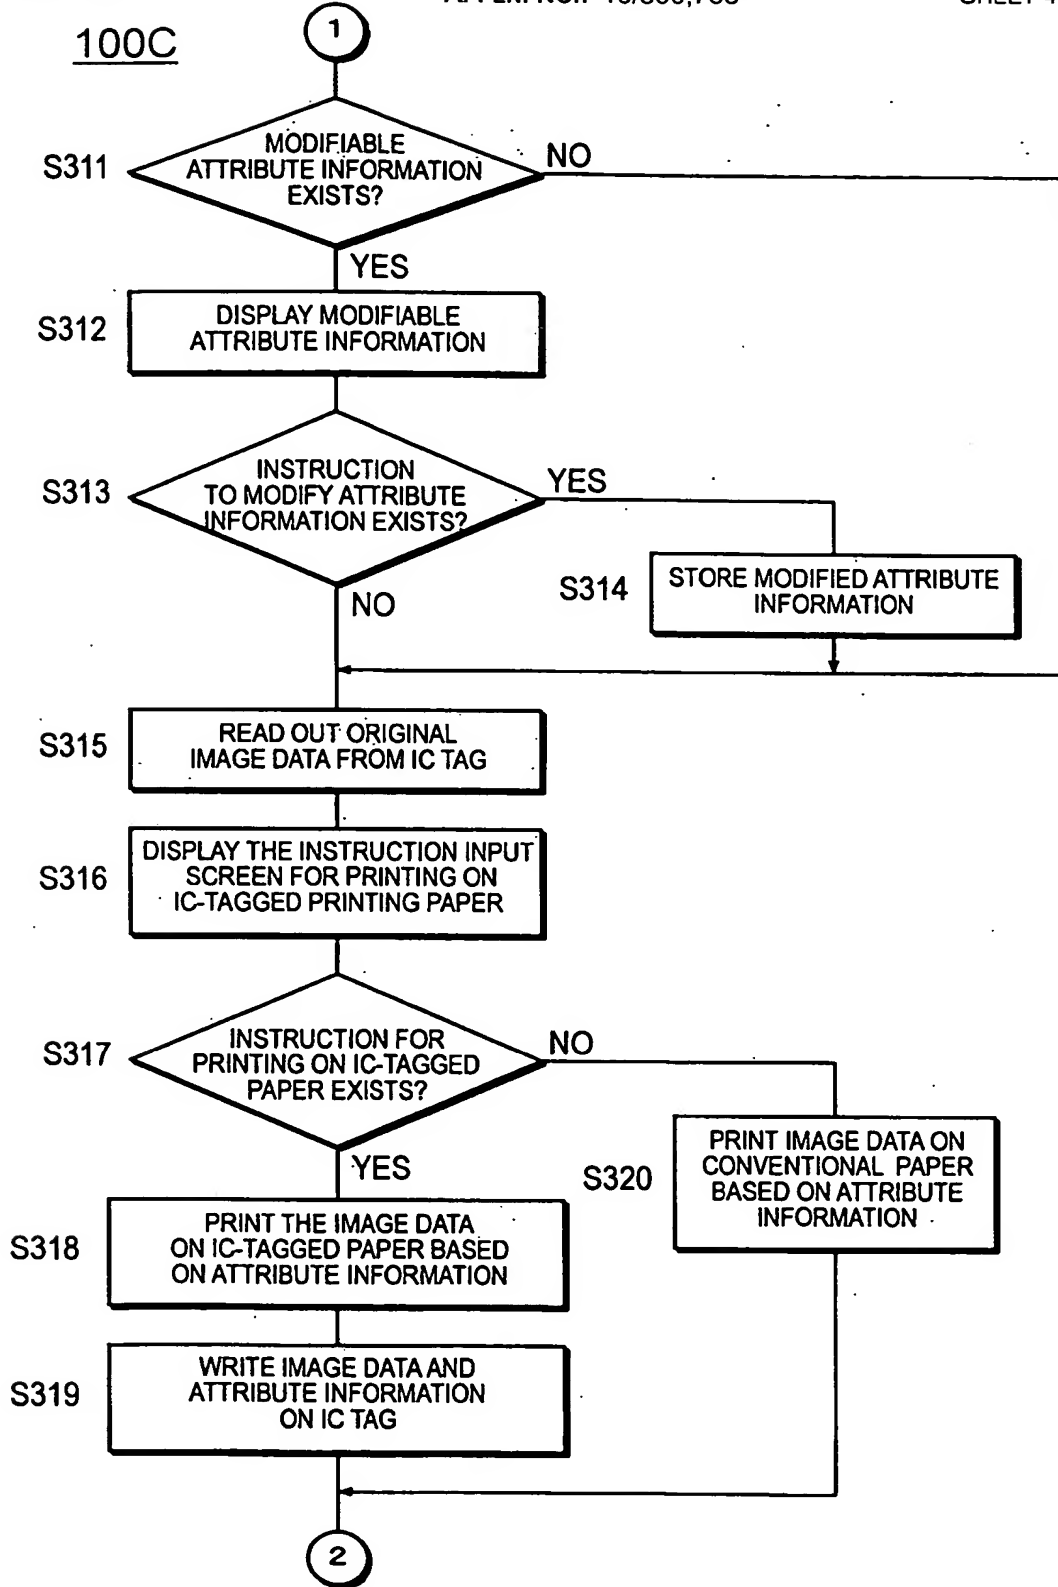 100C
1
S311
MODIFIABLE
ATTRIBUTE INFORMATION
EXISTS?
NO
YES
S312
DISPLAY MODIFIABLE
ATTRIBUTE INFORMATION
S313
INSTRUCTION
TO MODIFY ATTRIBUTE
INFORMATION EXISTS?
YES
NO
S314
STORE MODIFIED ATTRIBUTE
INFORMATION
S315
READ OUT ORIGINAL
IMAGE DATA FROM IC TAG
S316
DISPLAY THE INSTRUCTION INPUT
SCREEN FOR PRINTING ON
IC-TAGGED PRINTING PAPER
S317
INSTRUCTION FOR
PRINTING ON IC-TAGGED
PAPER EXISTS?
NO
YES
S320
PRINT IMAGE DATA ON
CONVENTIONAL PAPER
BASED ON ATTRIBUTE
INFORMATION
S318
PRINT THE IMAGE DATA
ON IC-TAGGED PAPER BASED
ON ATTRIBUTE INFORMATION
S319
WRITE IMAGE DATA AND
ATTRIBUTE INFORMATION
ON IC TAG
2